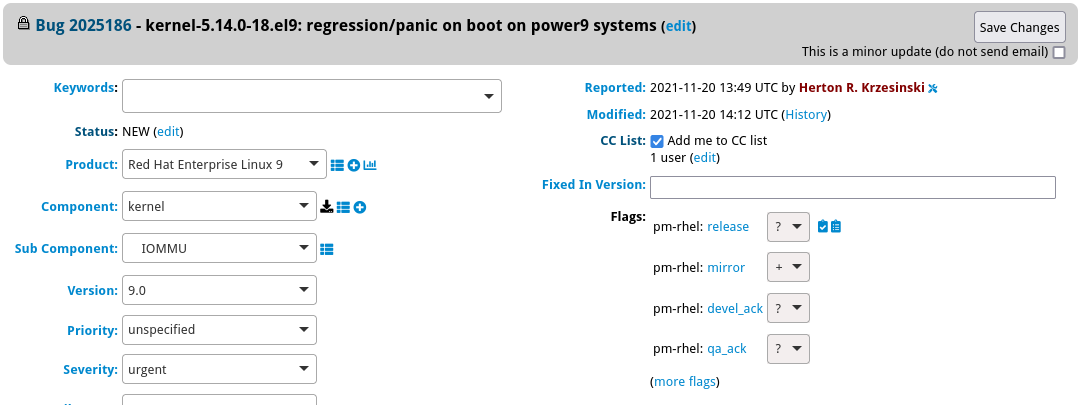 Bug 2025186 - kernel-5.14.0-18.el9: regression/panic on boot on power9 systems (edit)
Save Changes
This is a minor update (do not send email)
Keywords:
Status: NEW (edit)
Product: Red Hat Enterprise Linux 9
Component: kernel
Sub Component: IOMMU
Version: 9.0
Priority: unspecified
Severity: urgent
Reported: 2021-11-20 13:49 UTC by Herton R. Krzesinski
Modified: 2021-11-20 14:12 UTC (History)
CC List: Add me to CC list
1 user (edit)
Fixed In Version:
Flags: pm-rhel: release ?
pm-rhel: mirror +
pm-rhel: devel_ack ?
pm-rhel: qa_ack ?
(more flags)